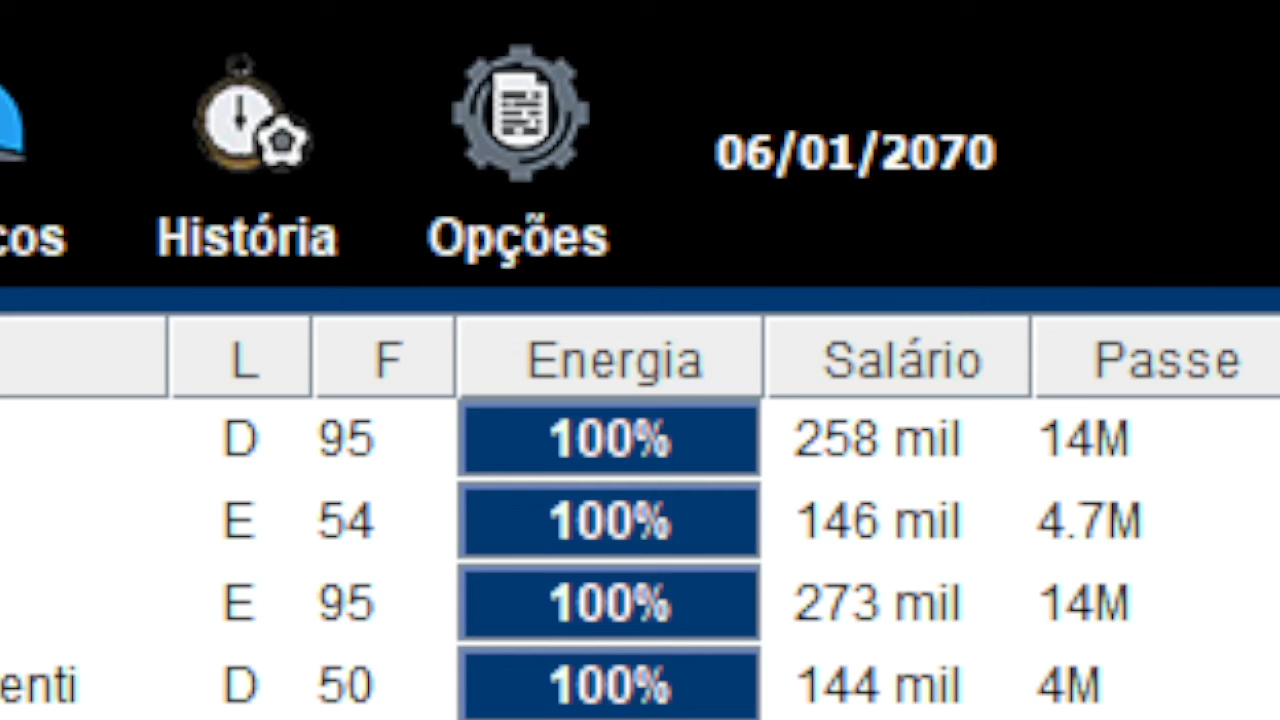 06/01/2070
cos História Opções
L F Energia Salário Passe
D 95 100% 258 mil 14M
E 54 100% 146 mil 4.7M
E 95 100% 273 mil 14M
enti D 50 100% 144 mil 4M